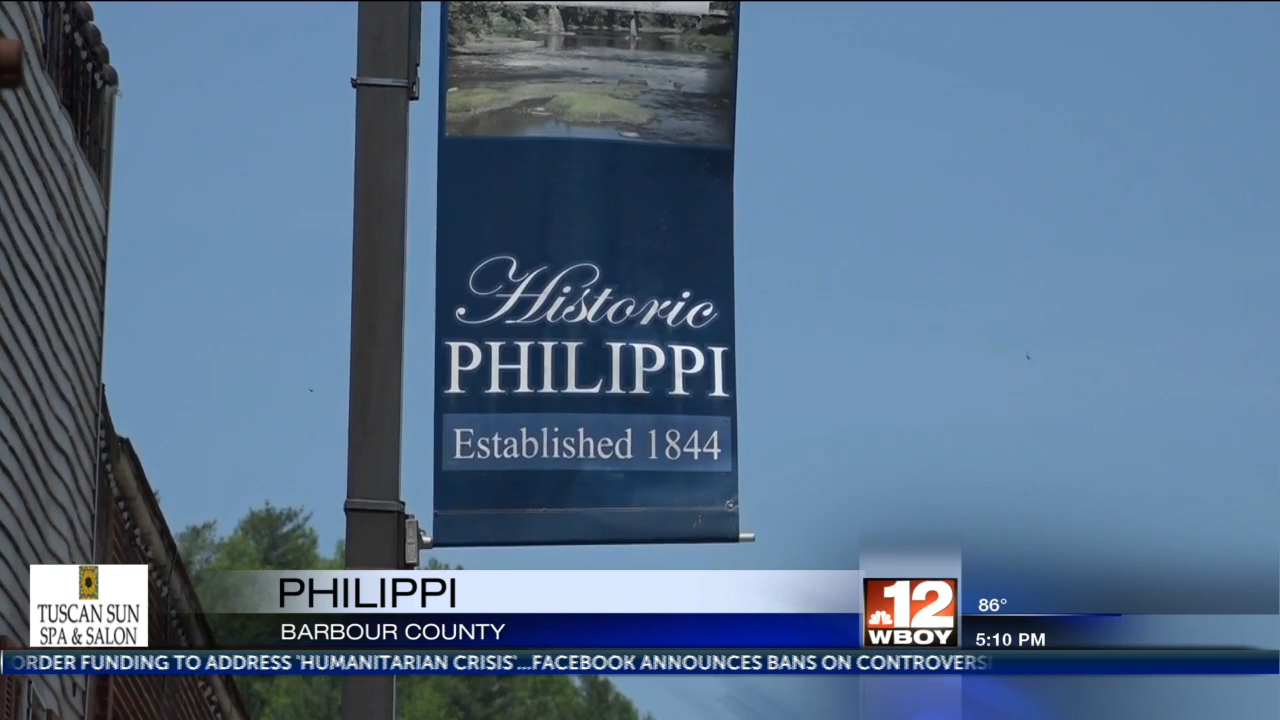 Historic
PHILIPPI
Established 1844
TUSCAN SUN
SPA & SALON
PHILIPPI
BARBOUR COUNTY
12
WBOY
86°
5:10 PM
ORDER FUNDING TO ADDRESS 'HUMANITARIAN CRISIS'...FACEBOOK ANNOUNCES BANS ON CONTROVERSI